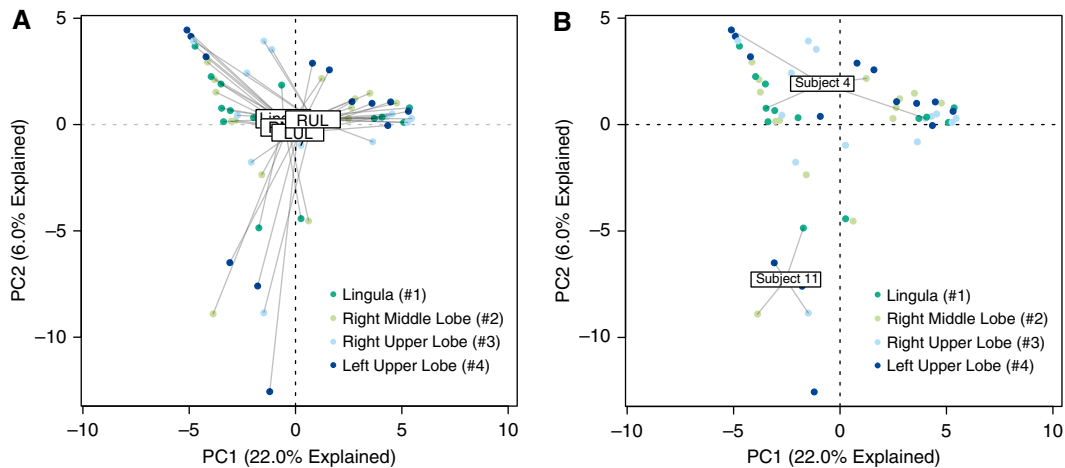 A
5
0
−5
−10
−10
−5
0
5
10
PC2 (6.0% Explained)
PC1 (22.0% Explained)
RUL
LUL
Lingula (#1)
Right Middle Lobe (#2)
Right Upper Lobe (#3)
Left Upper Lobe (#4)
B
5
0
−5
−10
−10
−5
0
5
10
PC2 (6.0% Explained)
PC1 (22.0% Explained)
Subject 4
Subject 11
Lingula (#1)
Right Middle Lobe (#2)
Right Upper Lobe (#3)
Left Upper Lobe (#4)